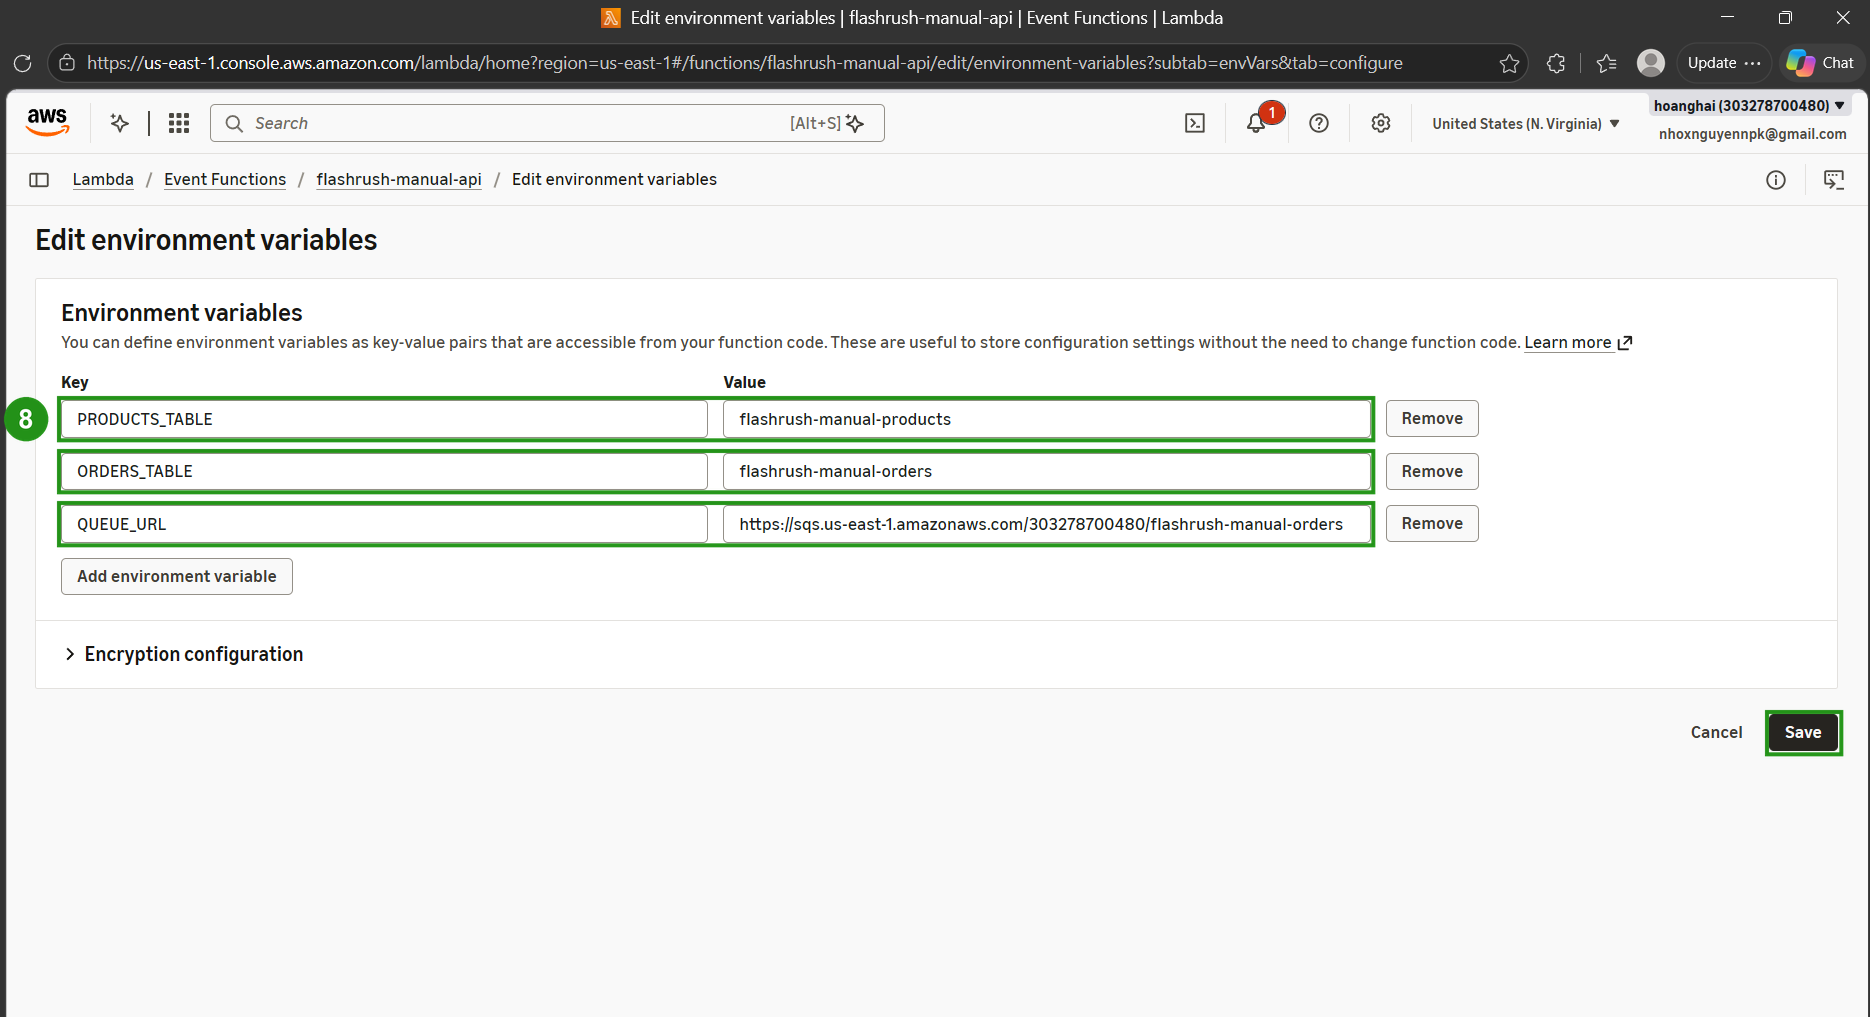 Edit environment variables | flashrush-manual-api | Event Functions | Lambda
https://us-east-1.console.aws.amazon.com/lambda/home?region=us-east-1#/functions/flashrush-manual-api/edit/environment-variables?subtab=envVars&tab=configure
Update ...
Chat
aws
Search
[Alt+S]
1
United States (N. Virginia) ▼
hoanghai (303278700480) ▼
nhoxnguyennpk@gmail.com
Lambda / Event Functions / flashrush-manual-api / Edit environment variables
Edit environment variables
Environment variables
You can define environment variables as key-value pairs that are accessible from your function code. These are useful to store configuration settings without the need to change function code. Learn more
Key Value
8 PRODUCTS_TABLE flashrush-manual-products Remove
ORDERS_TABLE flashrush-manual-orders Remove
QUEUE_URL https://sqs.us-east-1.amazonaws.com/303278700480/flashrush-manual-orders Remove
Add environment variable
Encryption configuration
Cancel Save